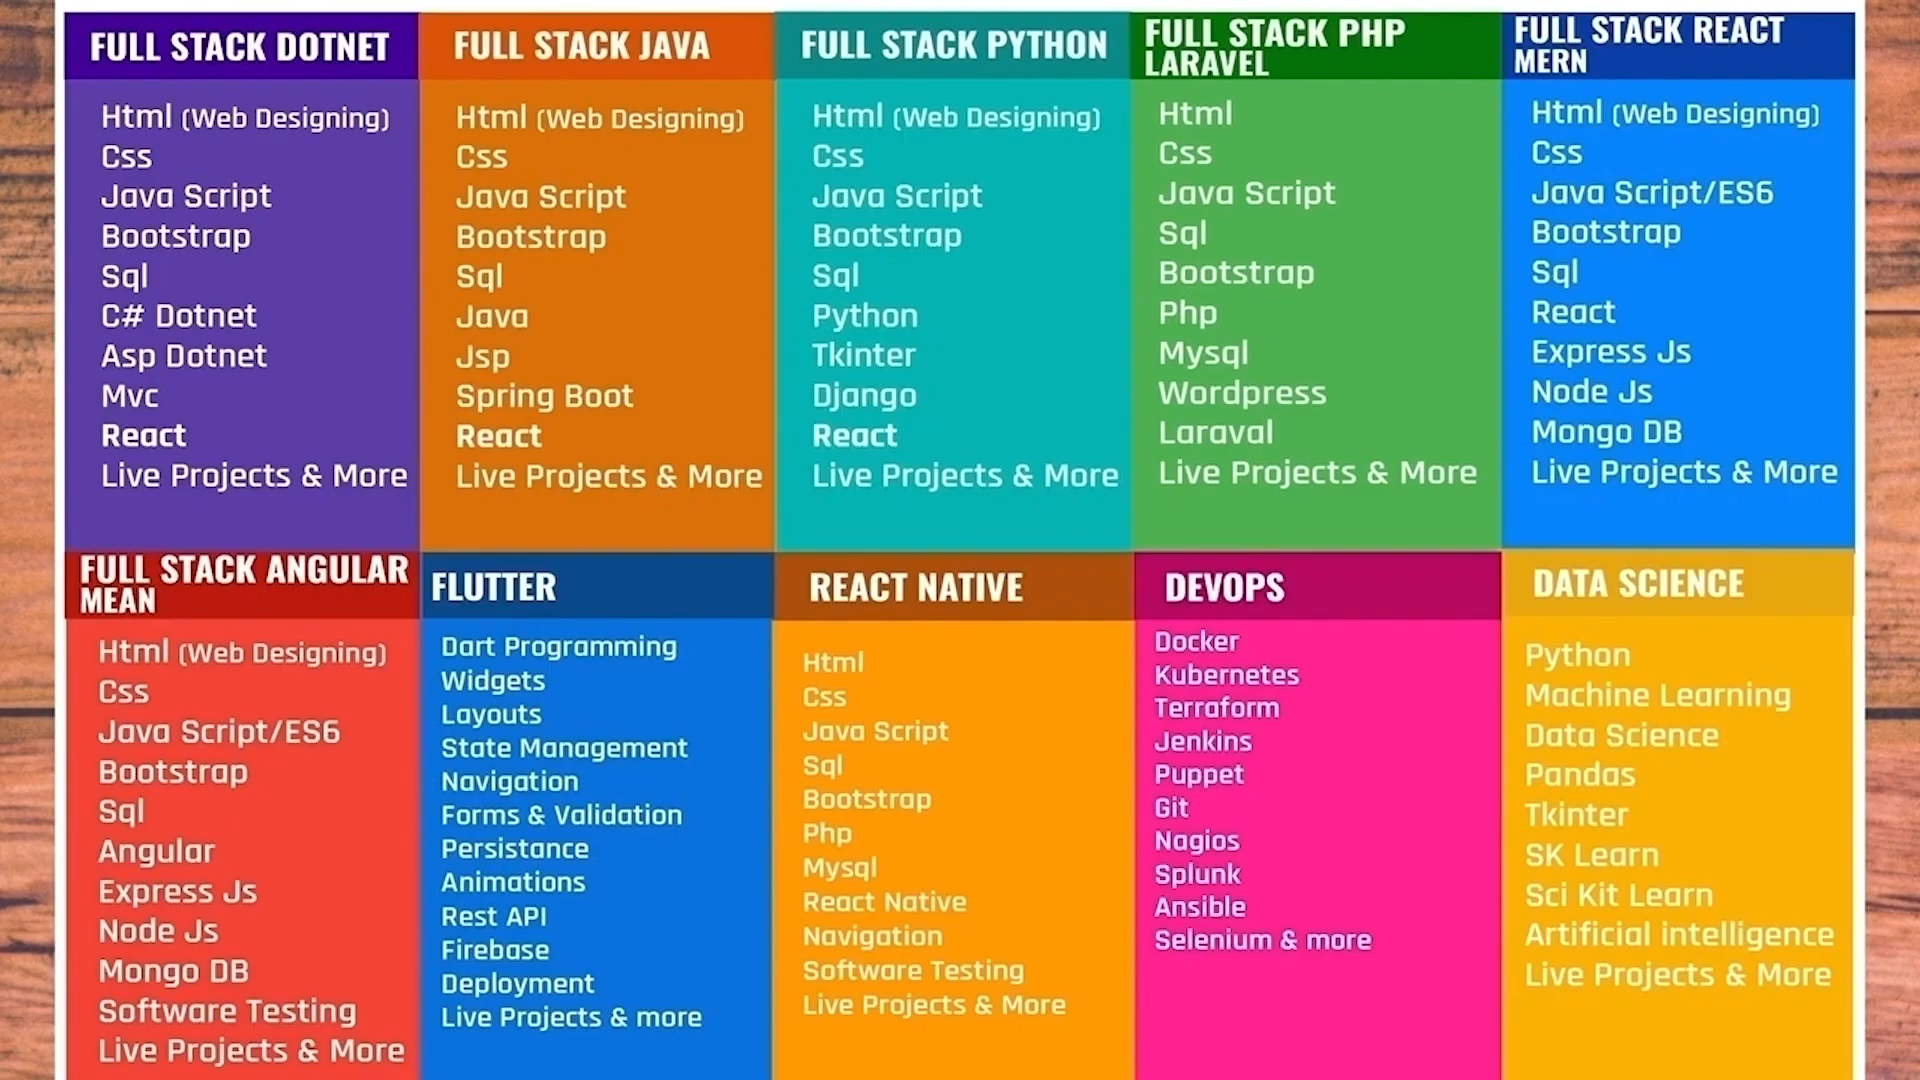 FULL STACK DOTNET
Html (Web Designing)
Css
Java Script
Bootstrap
Sql
C# Dotnet
Asp Dotnet
Mvc
React
Live Projects & More
FULL STACK JAVA
Html (Web Designing)
Css
Java Script
Bootstrap
Sql
Java
Jsp
Spring Boot
React
Live Projects & More
FULL STACK PYTHON
Html (Web Designing)
Css
Java Script
Bootstrap
Sql
Python
Tkinter
Django
React
Live Projects & More
FULL STACK PHP
LARAVEL
Html
Css
Java Script
Sql
Bootstrap
Php
Mysql
Wordpress
Laraval
Live Projects & More
FULL STACK REACT
MERN
Html (Web Designing)
Css
Java Script/ES6
Bootstrap
Sql
React
Express Js
Node Js
Mongo DB
Live Projects & More
FULL STACK ANGULAR
MEAN
Html (Web Designing)
Css
Java Script/ES6
Bootstrap
Sql
Angular
Express Js
Node Js
Mongo DB
Software Testing
Live Projects & More
FLUTTER
Dart Programming
Widgets
Layouts
State Management
Navigation
Forms & Validation
Persistance
Animations
Rest API
Firebase
Deployment
Live Projects & more
REACT NATIVE
Html
Css
Java Script
Sql
Bootstrap
Php
Mysql
React Native
Navigation
Software Testing
Live Projects & More
DEVOPS
Docker
Kubernetes
Terraform
Jenkins
Puppet
Git
Nagios
Splunk
Ansible
Selenium & more
DATA SCIENCE
Python
Machine Learning
Data Science
Pandas
Tkinter
SK Learn
Sci Kit Learn
Artificial intelligence
Live Projects & More